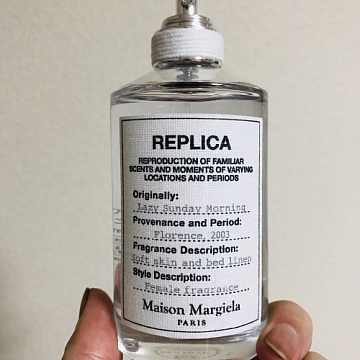 REPLICA
REPRODUCTION OF FAMILIAR
SCENTS AND MOMENTS OF VARYING
LOCATIONS AND PERIODS
Originally:
Lazy Sunday Morning
Provenance and Period:
Florence, 2003
Fragrance Description:
Soft skin and bed linen
Style Description:
Female fragrance
Maison Margiela
PARIS